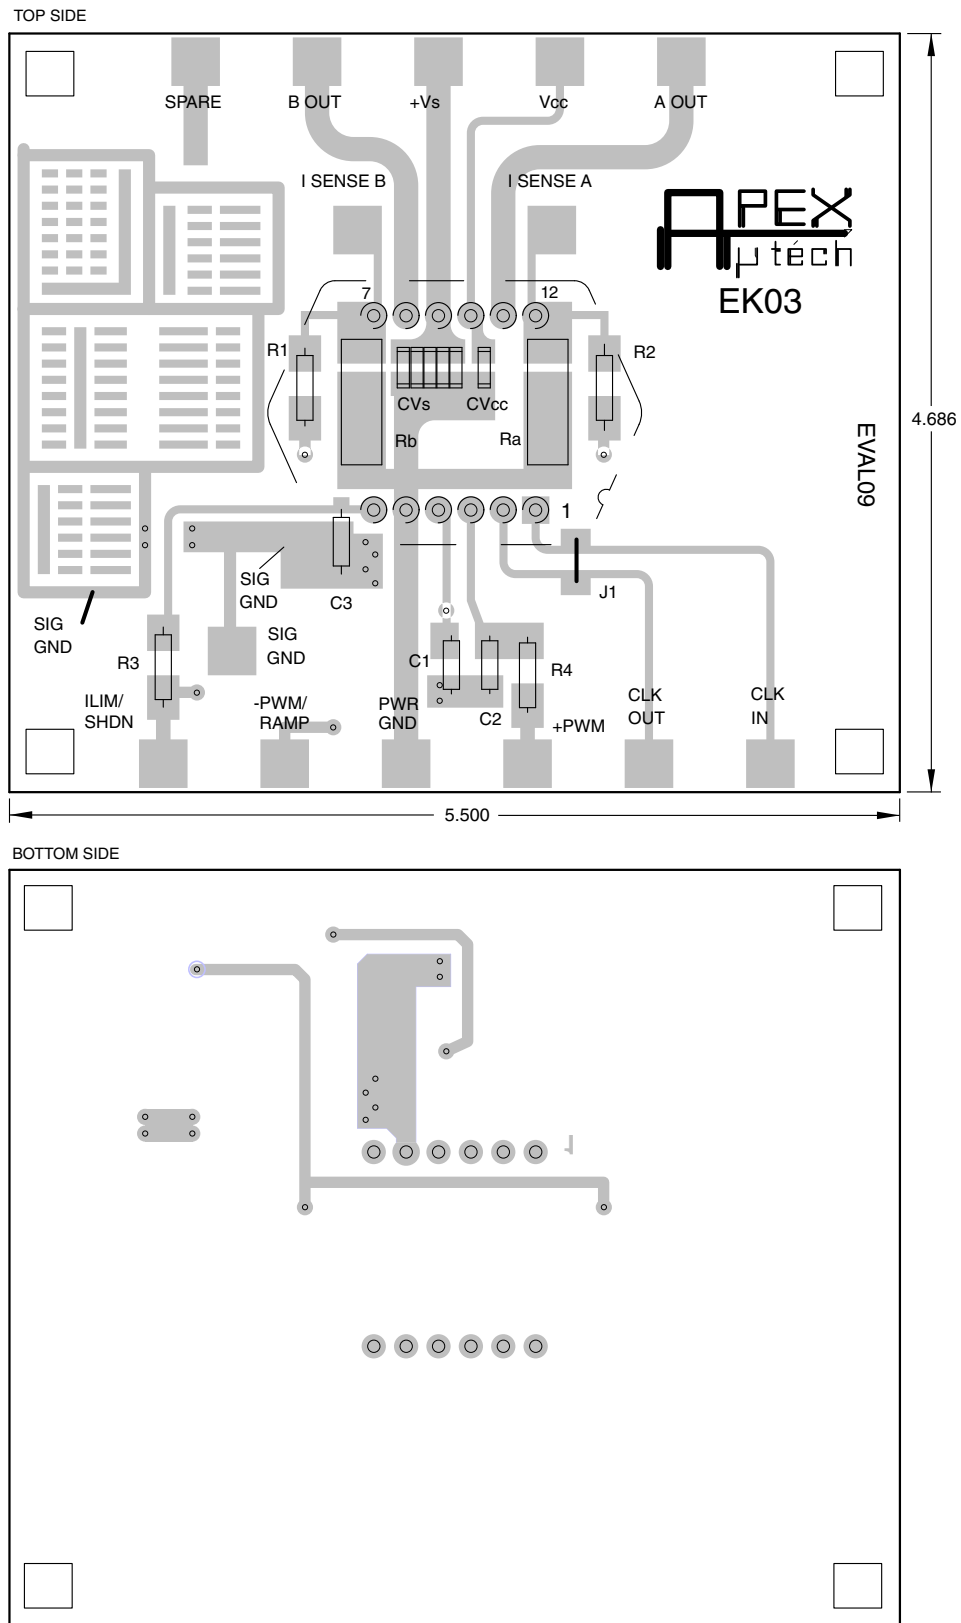 TOP SIDE
SPARE
B OUT
+Vs
Vcc
A OUT
I SENSE B
I SENSE A
APEX
µtéch
EK03
7
12
R1
R2
CVs
CVcc
Rb
Ra
EVAL09
4.686
1
SIG
GND
C3
J1
SIG
GND
SIG
GND
R3
C1
R4
ILIM/
SHDN
-PWM/
RAMP
PWR
GND
C2
+PWM
CLK
OUT
CLK
IN
5.500
BOTTOM SIDE